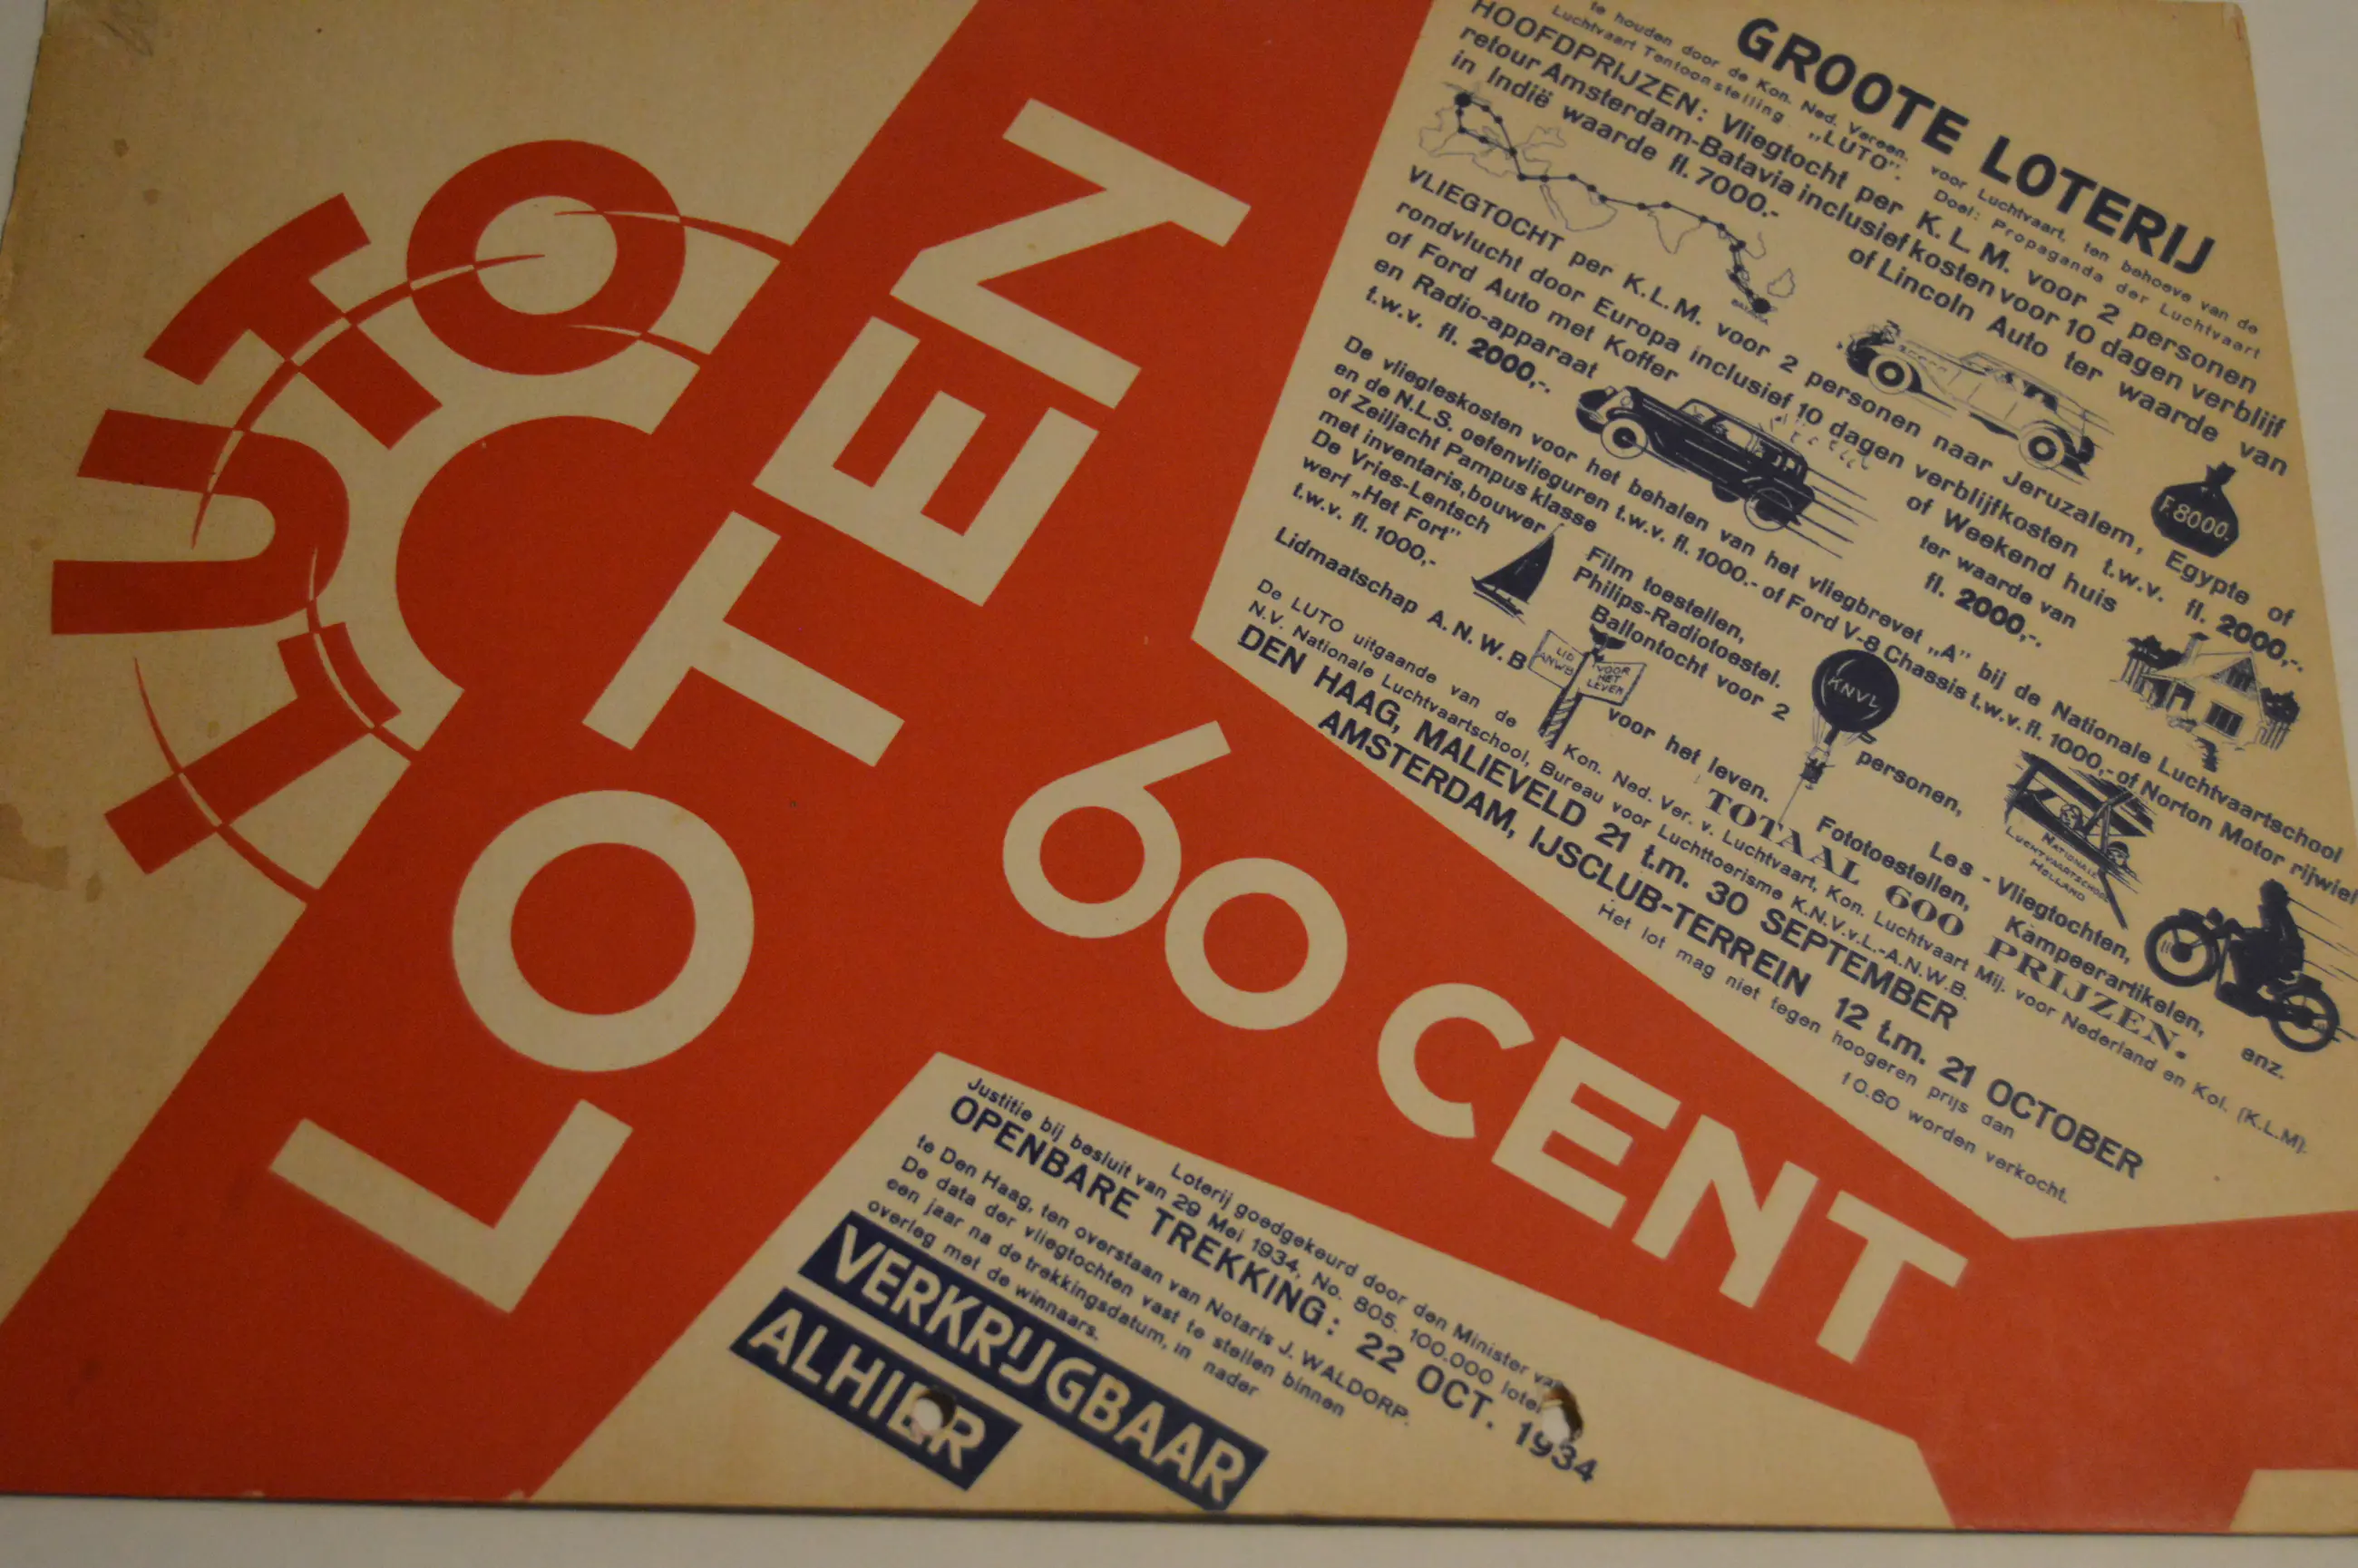 LUTO
LOTEN
60 CENT
GROOTE LOTERIJ
te houden door de Kon. Ned. Vereen. voor Luchtvaart, ten behoeve van de
Luchtvaart Tentoonstelling „LUTO". Doel: Propaganda der Luchtvaart
HOOFDPRIJZEN: Vliegtocht per K.L.M. voor 2 personen
retour Amsterdam-Batavia inclusief kosten voor 10 dagen verblijf
in Indië waarde fl. 7000.- of Lincoln Auto ter waarde van
F. 8000.
BATAVIA
VLIEGTOCHT per K.L.M. voor 2 personen naar Jeruzalem, Egypte of
rondvlucht door Europa inclusief 10 dagen verblijfkosten t.w.v. fl. 2000,-.
of Ford Auto met Koffer
en Radio-apparaat
t.w.v. fl. 2000,-.
of Weekend huis
ter waarde van
fl. 2000,-.
De vliegleskosten voor het behalen van het vliegbrevet „A" bij de Nationale Luchtvaartschool
en de N.L.S. oefenvlieguren t.w.v. fl. 1000.- of Ford V-8 Chassis t.w.v. fl. 1000,- of Norton Motor rijwiel
of Zeiljacht Pampus klasse
met inventaris, bouwer
De Vries-Lentsch
werf „Het Fort"
t.w.v. fl. 1000,-
Film toestellen,
Philips-Radiotoestel.
Ballontocht voor 2
KNVL
personen,
Les - Vliegtochten,
NATIONALE
LUCHTVAARTSCHOOL
HOLLAND
Lidmaatschap A.N.W.B
LID
ANWB
VOOR
HET
LEVER
voor het leven.
Fototoestellen, Kampeerartikelen, enz.
TOTAAL 600 PRIJZEN.
De LUTO uitgaande van de Kon. Ned. Ver. v. Luchtvaart, Kon. Luchtvaart Mij. voor Nederland en Kol. (K.L.M).
N.V. Nationale Luchtvaartschool, Bureau voor Luchttoerisme K.N.V.v.L.-A.N.W.B.
DEN HAAG, MALIEVELD 21 t.m. 30 SEPTEMBER
AMSTERDAM, IJSCLUB-TERREIN 12 t.m. 21 OCTOBER
Het lot mag niet tegen hoogeren prijs dan
f 0.60 worden verkocht.
Loterij goedgekeurd door den Minister van
Justitie bij besluit van 29 Mei 1934, No. 805. 100.000 loten
OPENBARE TREKKING: 22 OCT. 1934
te Den Haag, ten overstaan van Notaris J. WALDORP.
De data der vliegtochten vast te stellen binnen
een jaar na de trekkingsdatum, in nader
overleg met de winnaars.
VERKRIJGBAAR
ALHIER